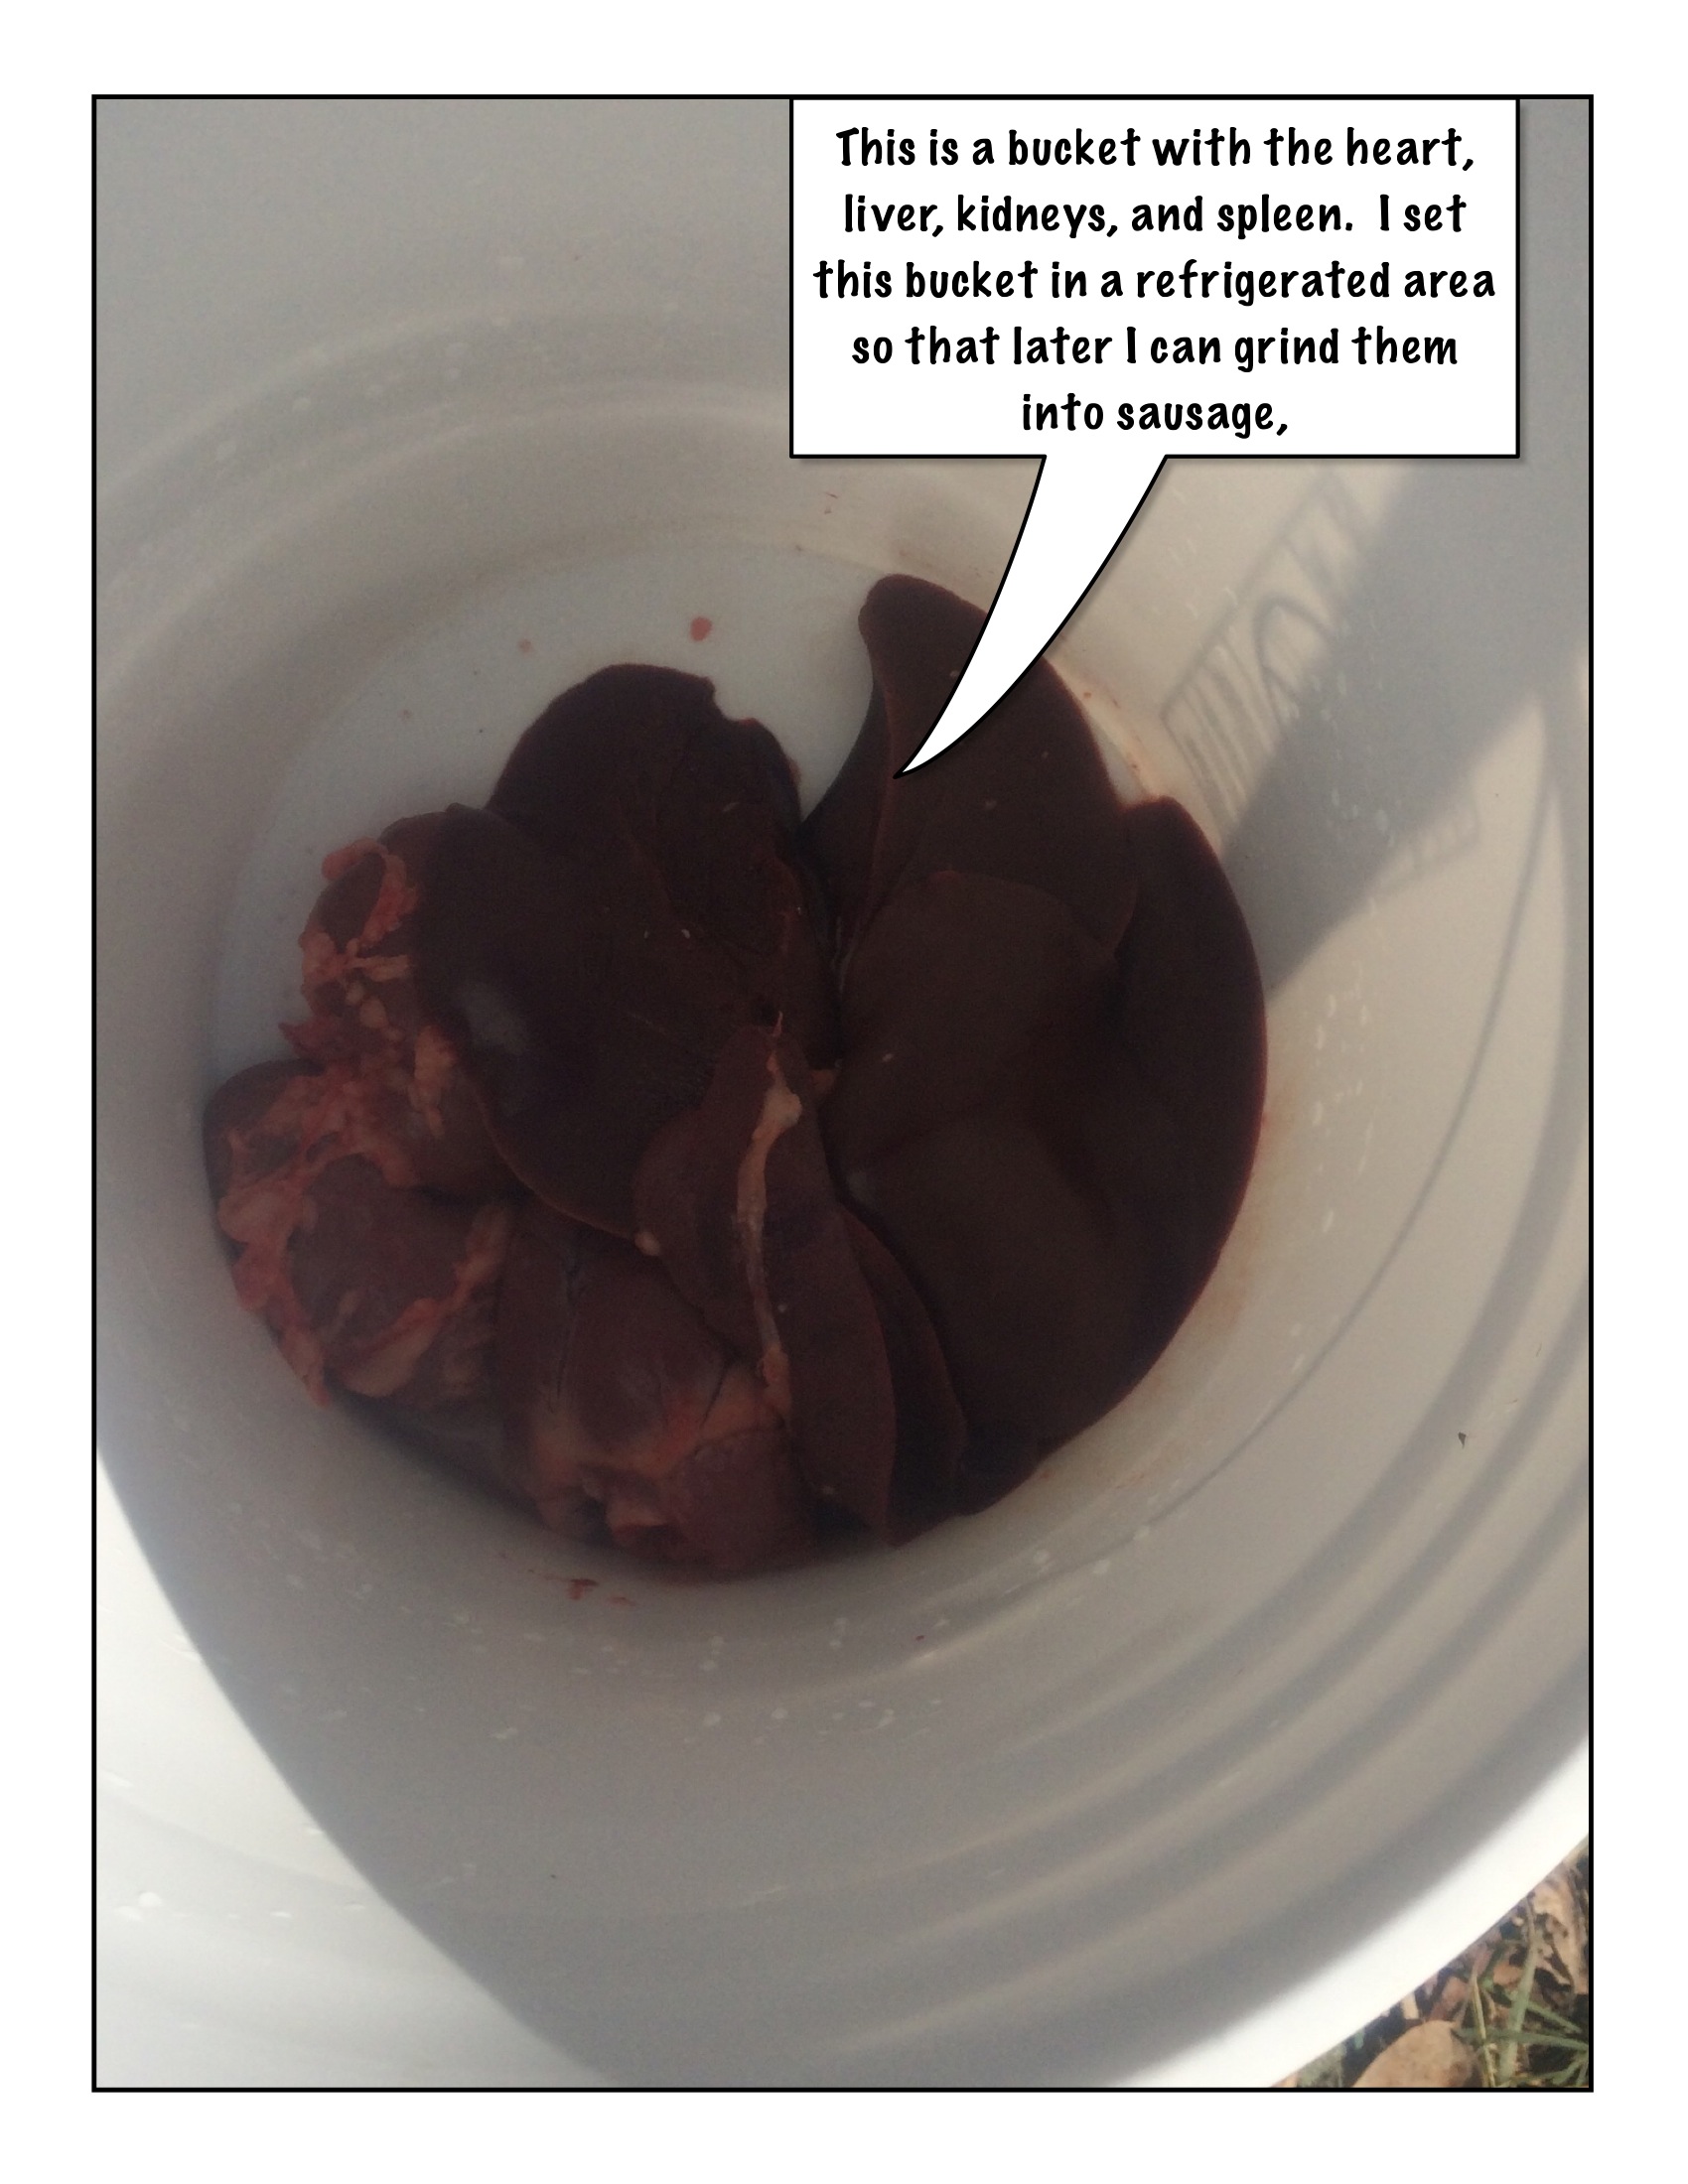 This is a bucket with the heart,
liver, kidneys, and spleen.  I set
this bucket in a refrigerated area
so that later I can grind them
into sausage,